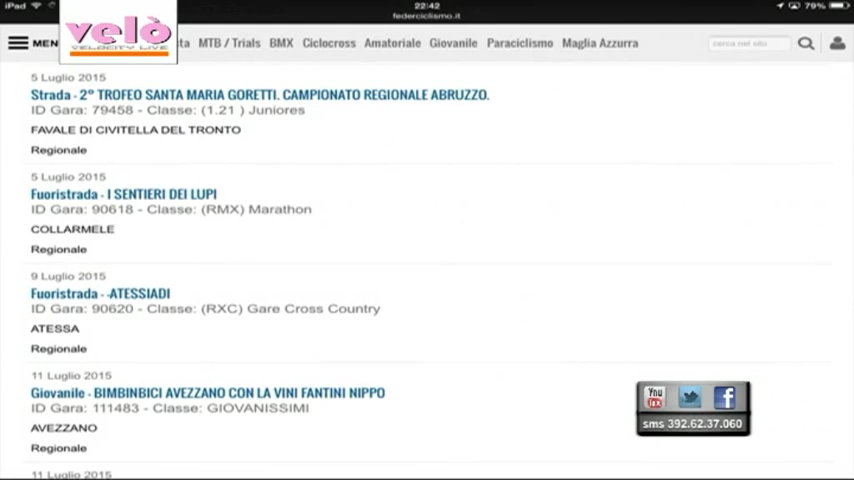 iPad
22:42
79%
federciclismo.it
velò
VELOCITY LIVE
MEN
MTB / Trials
BMX
Ciclocross
Amatoriale
Giovanile
Paraciclismo
Maglia Azzurra
cerca nel sito
5 Luglio 2015
Strada - 2° TROFEO SANTA MARIA GORETTI. CAMPIONATO REGIONALE ABRUZZO.
ID Gara: 79458 - Classe: (1.21 ) Juniores
FAVALE DI CIVITELLA DEL TRONTO
Regionale
5 Luglio 2015
Fuoristrada - I SENTIERI DEI LUPI
ID Gara: 90618 - Classe: (RMX) Marathon
COLLARMELE
Regionale
9 Luglio 2015
Fuoristrada - -ATESSIADI
ID Gara: 90620 - Classe: (RXC) Gare Cross Country
ATESSA
Regionale
11 Luglio 2015
Giovanile - BIMBINBICI AVEZZANO CON LA VINI FANTINI NIPPO
ID Gara: 111483 - Classe: GIOVANISSIMI
AVEZZANO
Regionale
11 Luglio 2015
You
sms 392.62.37.060